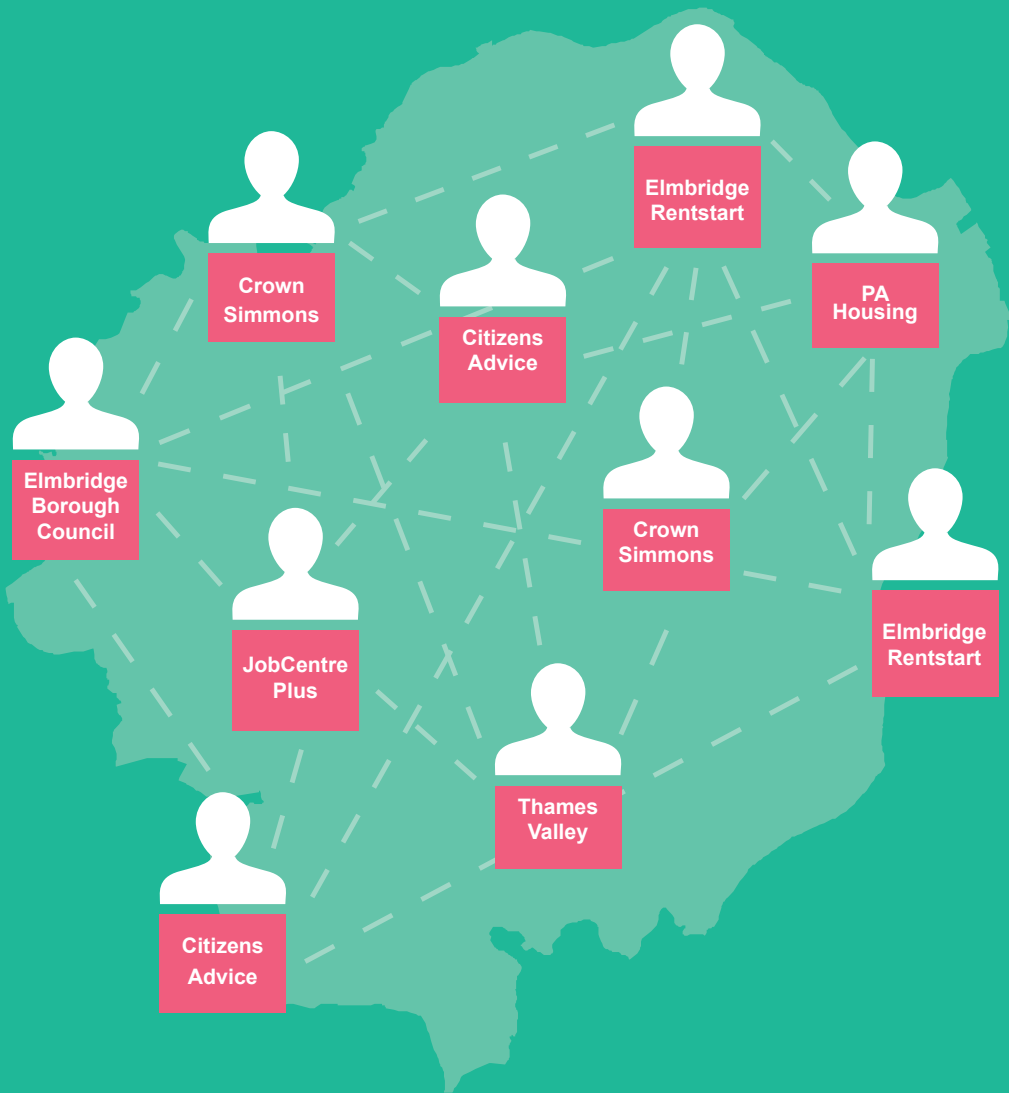 Elmbridge
Rentstart
Crown
Simmons
PA
Housing
Citizens
Advice
Elmbridge
Borough
Council
Crown
Simmons
JobCentre
Plus
Elmbridge
Rentstart
Thames
Valley
Citizens
Advice